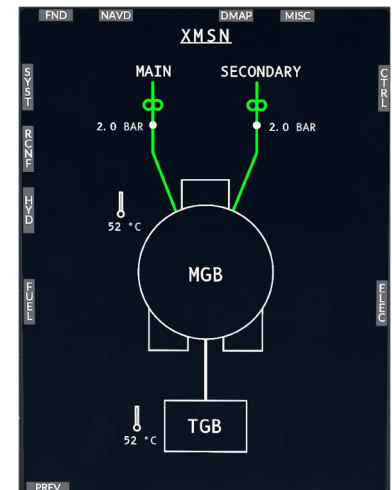 FND NAVD DMAP MISC
XMSN
MAIN SECONDARY
SYST
CTRL
2.0 BAR 2.0 BAR
RCNF
HYD
52 °C
MGB
FUEL
ELEC
TGB
52 °C
PREV